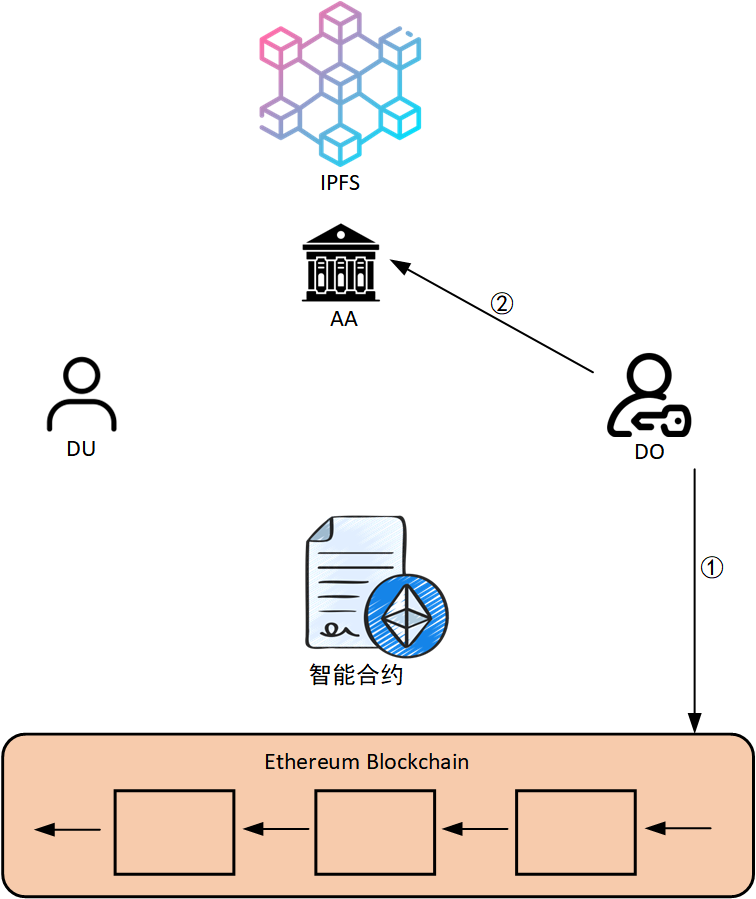 IPFS
AA
②
DU
DO
①
智能合约
Ethereum Blockchain